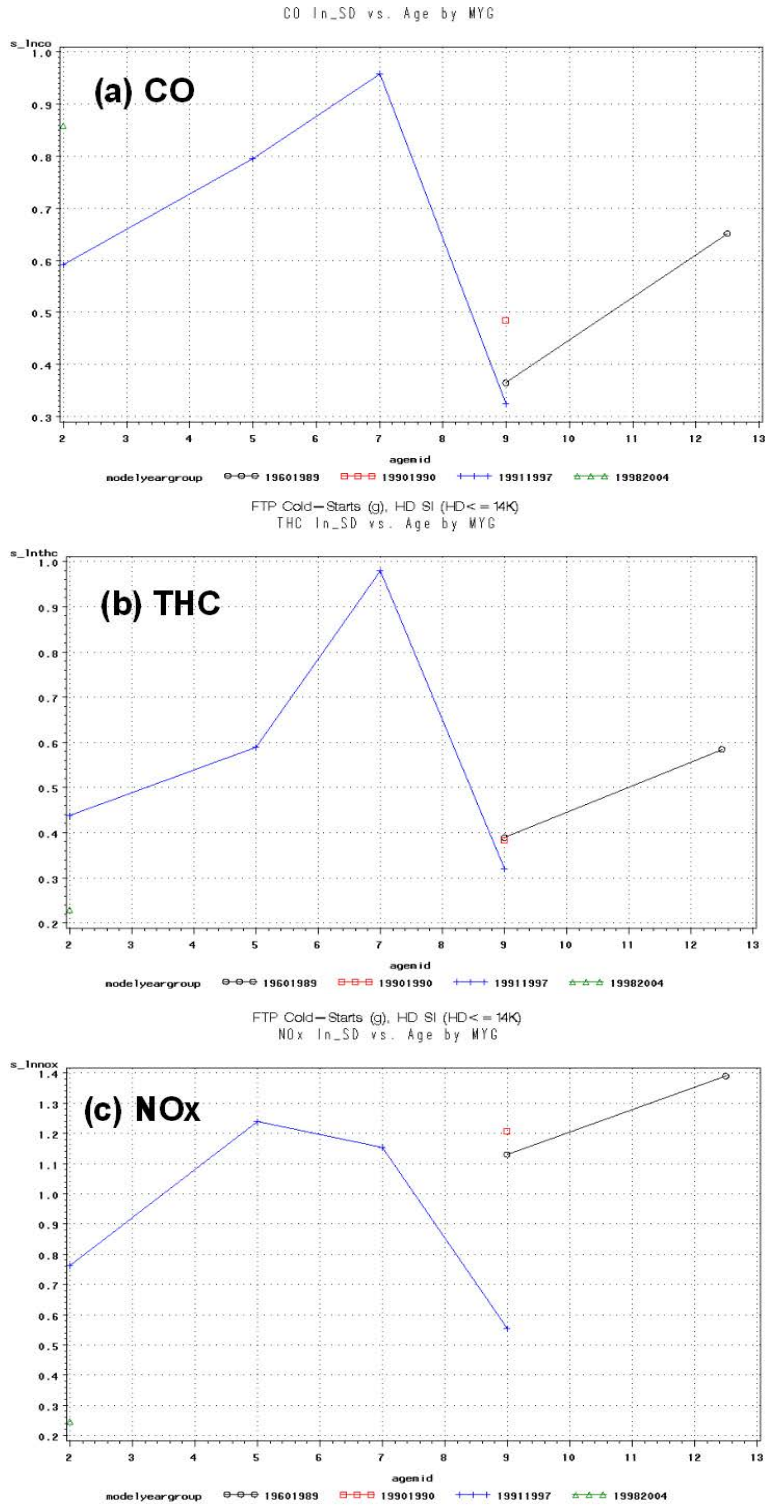 CO ln_SD vs. Age by MYG
s_lnco
1.0
(a) CO
0.9
0.8
0.7
0.6
0.5
0.4
0.3
2 3 4 5 6 7 8 9 10 11 12 13
agemid
modelyeargroup 19601989 19901990 19911997 19982004
FTP Cold-Starts (g), HD SI (HD<=14K)
THC ln_SD vs. Age by MYG
s_lnthc
1.0
(b) THC
0.9
0.8
0.7
0.6
0.5
0.4
0.3
0.2
2 3 4 5 6 7 8 9 10 11 12 13
agemid
modelyeargroup 19601989 19901990 19911997 19982004
FTP Cold-Starts (g), HD SI (HD<=14K)
NOx ln_SD vs. Age by MYG
s_lnnox
1.4
(c) NOx
1.3
1.2
1.1
1.0
0.9
0.8
0.7
0.6
0.5
0.4
0.3
0.2
2 3 4 5 6 7 8 9 10 11 12 13
agemid
modelyeargroup 19601989 19901990 19911997 19982004